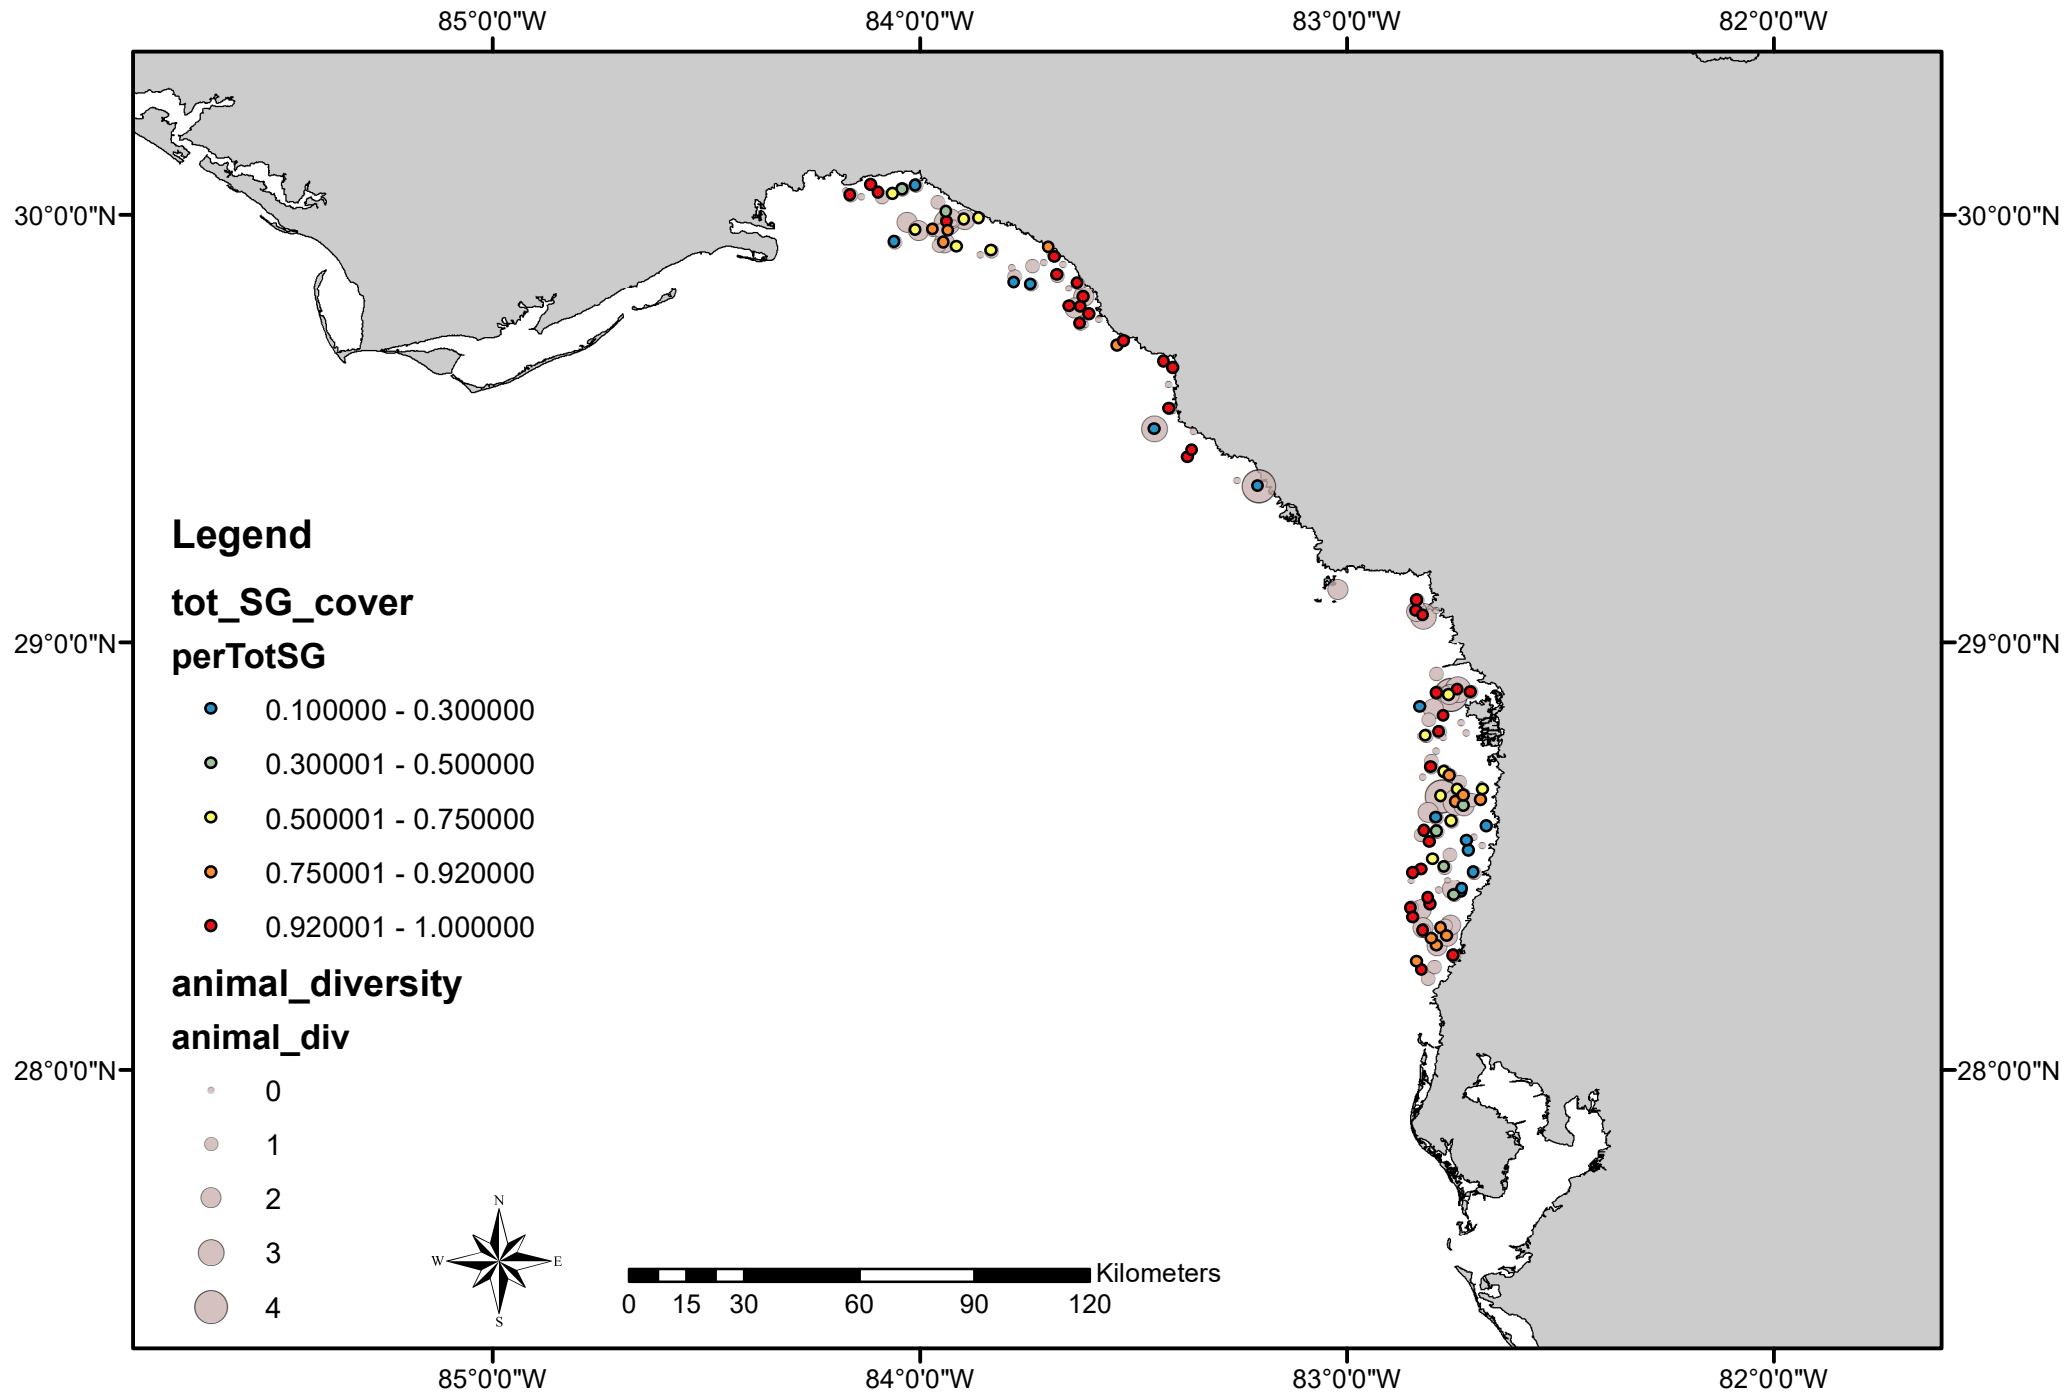 85°0'0"W 84°0'0"W 83°0'0"W 82°0'0"W
30°0'0"N 30°0'0"N
Legend
tot_SG_cover
29°0'0"N 29°0'0"N
perTotSG
0.100000 - 0.300000
0.300001 - 0.500000
0.500001 - 0.750000
0.750001 - 0.920000
0.920001 - 1.000000
animal_diversity
animal_div
28°0'0"N 28°0'0"N
0
1
2
3
4
N
W E
S
Kilometers
0 15 30 60 90 120
85°0'0"W 84°0'0"W 83°0'0"W 82°0'0"W